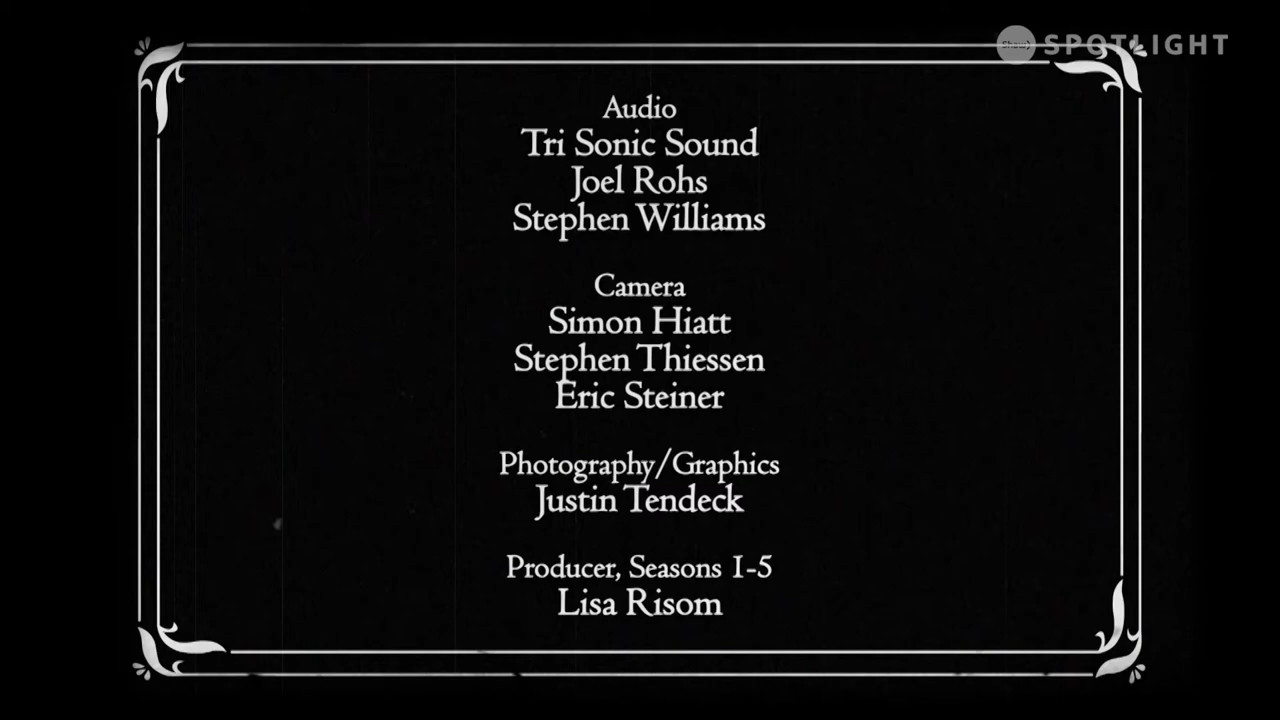 Shaw) SPOTLIGHT
Audio
Tri Sonic Sound
Joel Rohs
Stephen Williams
Camera
Simon Hiatt
Stephen Thiessen
Eric Steiner
Photography/Graphics
Justin Tendeck
Producer, Seasons 1-5
Lisa Risom